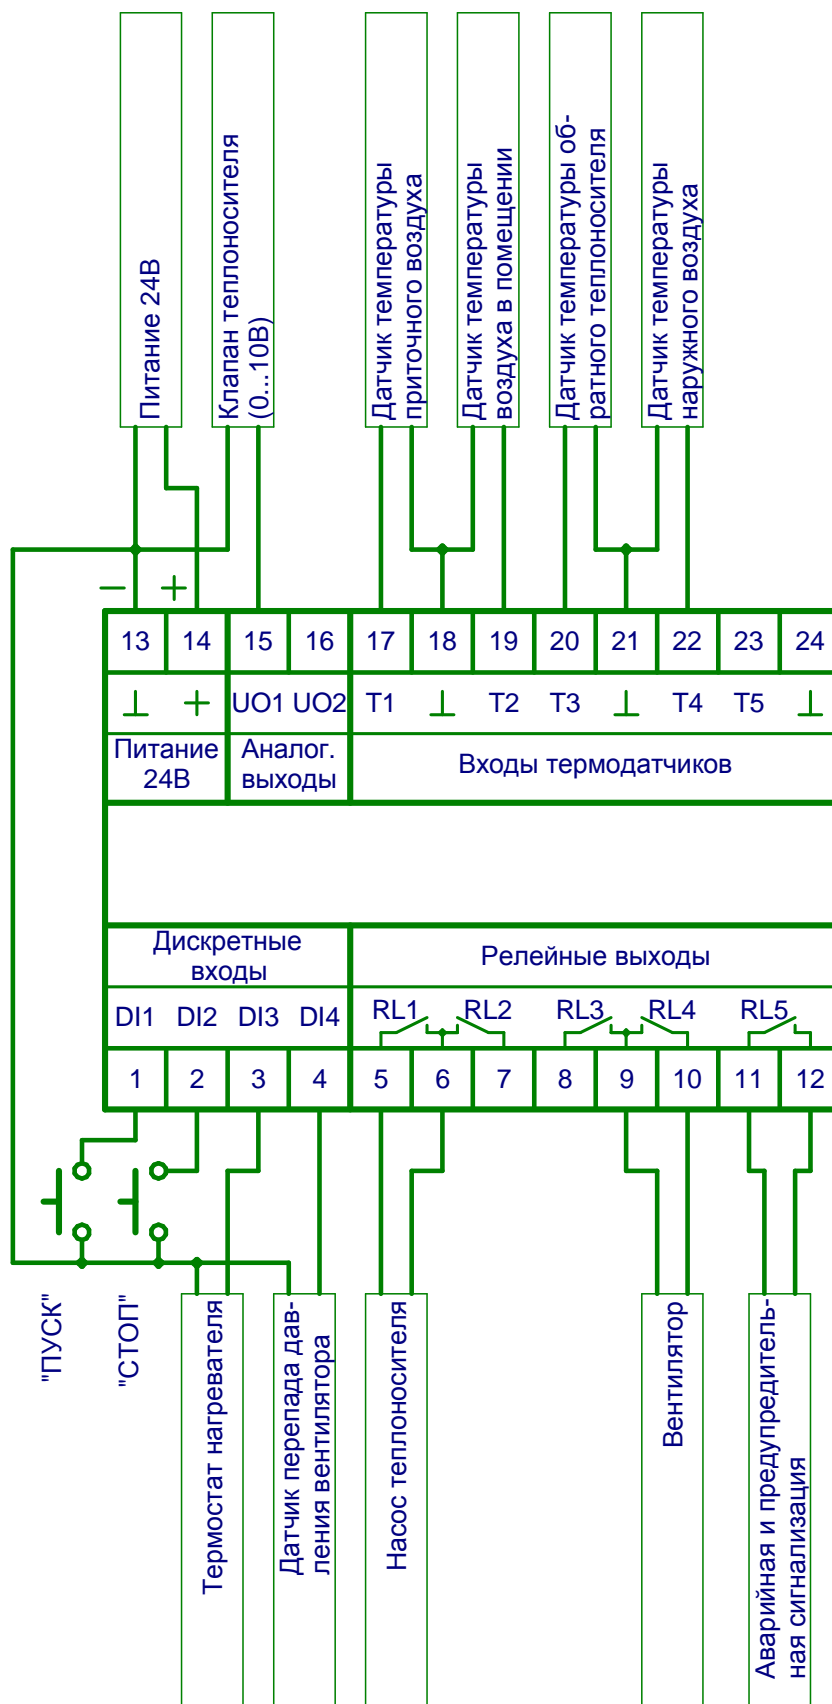 Питание 24В
Клапан теплоносителя
(0...10В)
Датчик температуры
приточного воздуха
Датчик температуры
воздуха в помещении
Датчик температуры об-
ратного теплоносителя
Датчик температуры
наружного воздуха
− +
13 14 15 16 17 18 19 20 21 22 23 24
⊥ + UO1 UO2 T1 ⊥ T2 T3 ⊥ T4 T5 ⊥
Питание
24В
Аналог.
выходы
Входы термодатчиков
Дискретные
входы
Релейные выходы
DI1 DI2 DI3 DI4 RL1 RL2 RL3 RL4 RL5
1 2 3 4 5 6 7 8 9 10 11 12
"ПУСК"
"СТОП"
Термостат нагревателя
Датчик перепада дав-
ления вентилятора
Насос теплоносителя
Вентилятор
Аварийная и предупредитель-
ная сигнализация